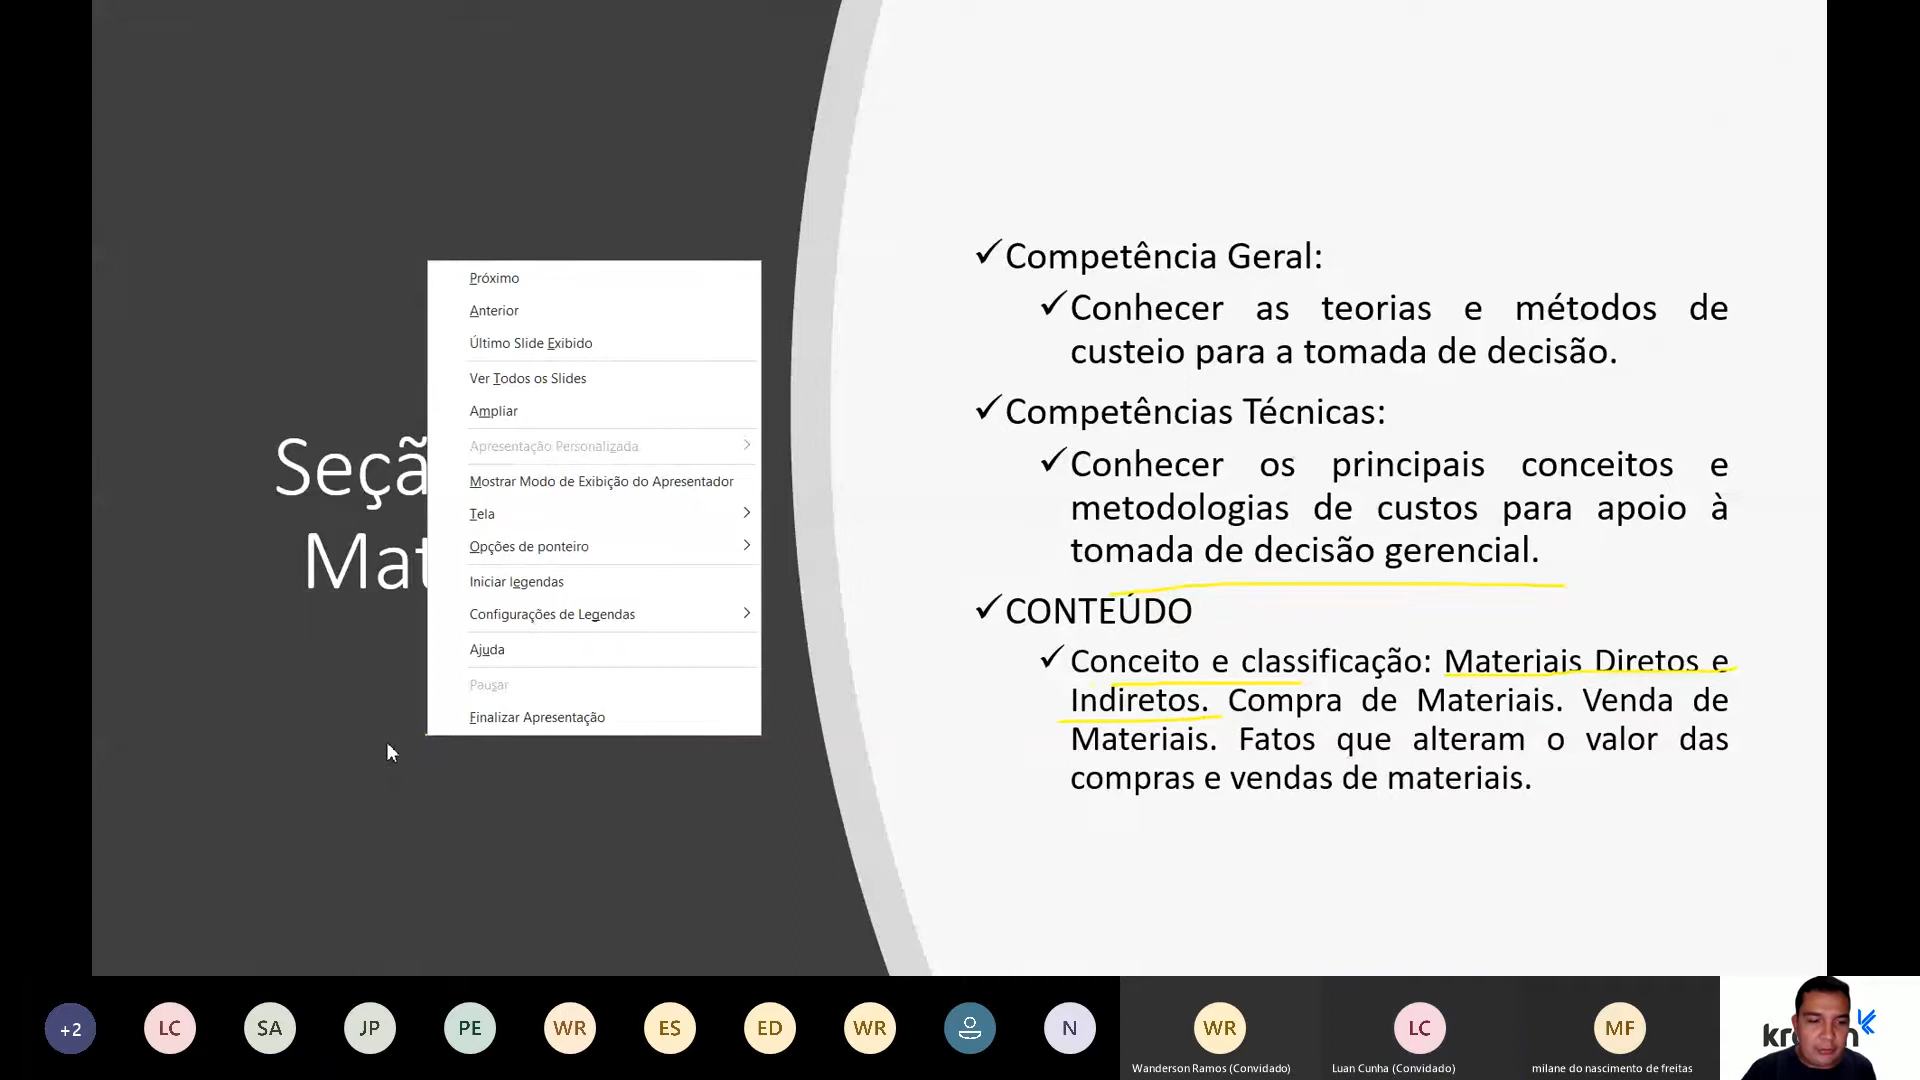 Seçã
Mat
Próximo
Anterior
Último Slide Exibido
Ver Todos os Slides
Ampliar
Apresentação Personalizada
Mostrar Modo de Exibição do Apresentador
Tela
Opções de ponteiro
Iniciar legendas
Configurações de Legendas
Ajuda
Pausar
Finalizar Apresentação
✓Competência Geral:
✓Conhecer as teorias e métodos de
custeio para a tomada de decisão.
✓Competências Técnicas:
✓Conhecer os principais conceitos e
metodologias de custos para apoio à
tomada de decisão gerencial.
✓CONTEÚDO
✓Conceito e classificação: Materiais Diretos e
Indiretos. Compra de Materiais. Venda de
Materiais. Fatos que alteram o valor das
compras e vendas de materiais.
+2 LC SA JP PE WR ES ED WR N WR LC MF
Wanderson Ramos (Convidado) Luan Cunha (Convidado) milane do nascimento de freitas